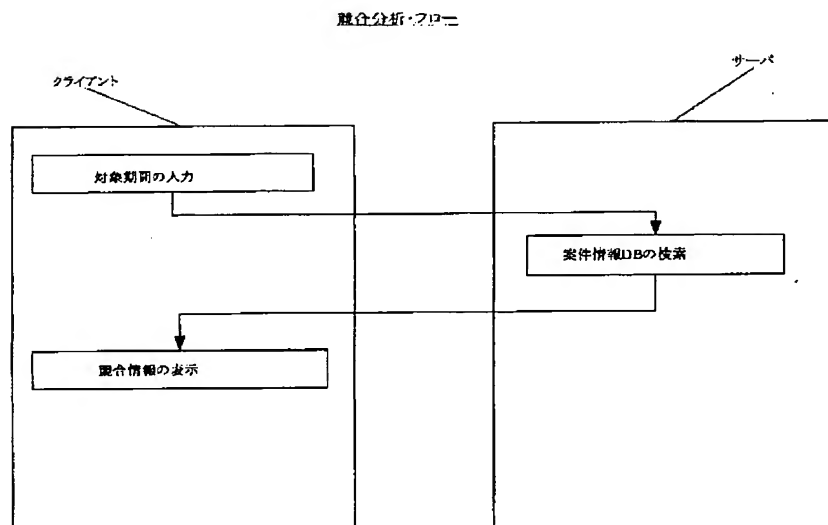 競合分析・フロー
クライアント
サーバ
対象期間の入力
案件情報DBの検索
競合情報の表示